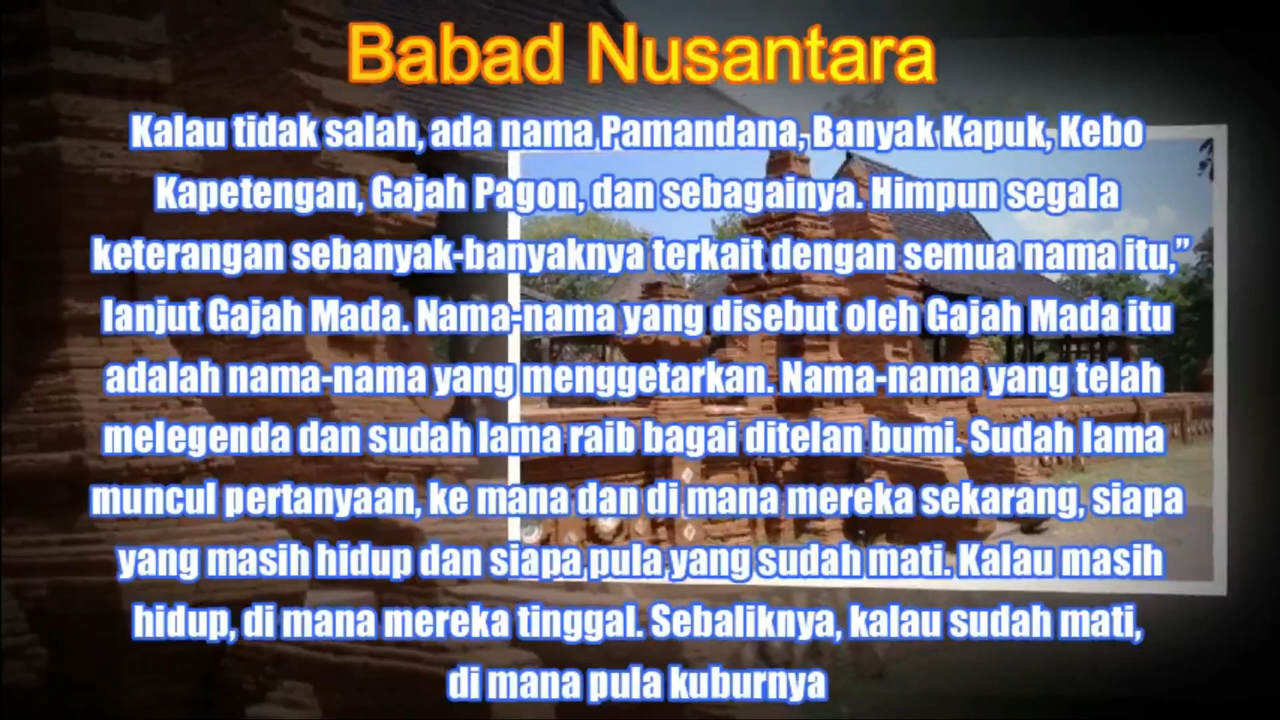 Babad Nusantara
Kalau tidak salah, ada nama Pamandana, Banyak Kapuk, Kebo
Kapetengan, Gajah Pagon, dan sebagainya. Himpun segala
keterangan sebanyak-banyaknya terkait dengan semua nama itu,”
lanjut Gajah Mada. Nama-nama yang disebut oleh Gajah Mada itu
adalah nama-nama yang menggetarkan. Nama-nama yang telah
melegenda dan sudah lama raib bagai ditelan bumi. Sudah lama
muncul pertanyaan, ke mana dan di mana mereka sekarang, siapa
yang masih hidup dan siapa pula yang sudah mati. Kalau masih
hidup, di mana mereka tinggal. Sebaliknya, kalau sudah mati,
di mana pula kuburnya